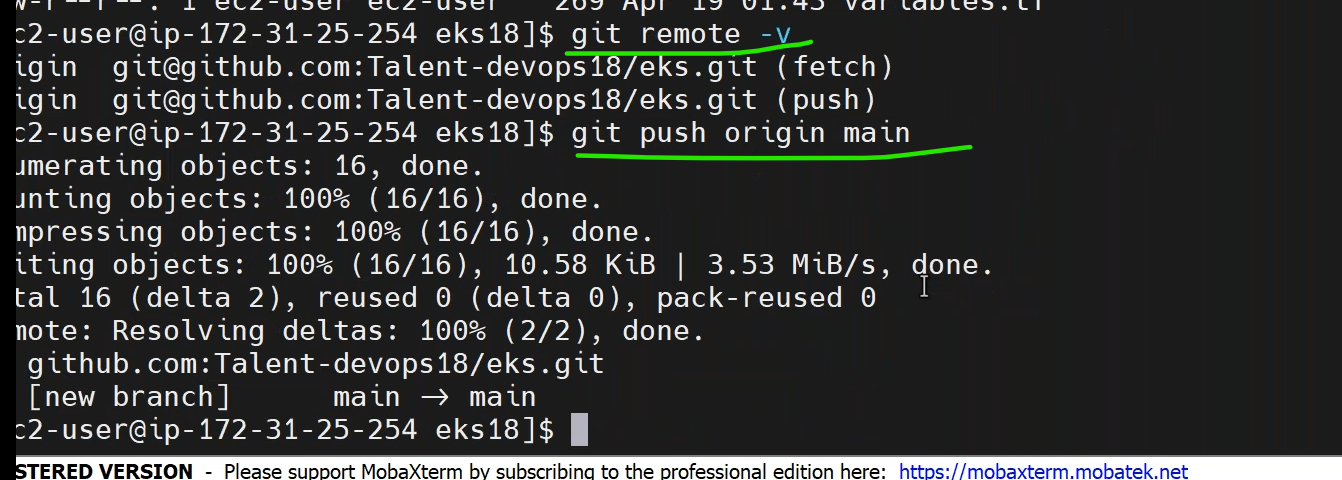 w-r--r--. 1 ec2-user ec2-user 269 Apr 19 01:43 variables.tf
c2-user@ip-172-31-25-254 eks18]$ git remote -v
igin git@github.com:Talent-devops18/eks.git (fetch)
igin git@github.com:Talent-devops18/eks.git (push)
c2-user@ip-172-31-25-254 eks18]$ git push origin main
umerating objects: 16, done.
unting objects: 100% (16/16), done.
mpressing objects: 100% (16/16), done.
iting objects: 100% (16/16), 10.58 KiB | 3.53 MiB/s, done.
tal 16 (delta 2), reused 0 (delta 0), pack-reused 0
mote: Resolving deltas: 100% (2/2), done.
github.com:Talent-devops18/eks.git
[new branch] main -> main
c2-user@ip-172-31-25-254 eks18]$
STERED VERSION - Please support MobaXterm by subscribing to the professional edition here: https://mobaxterm.mobatek.net